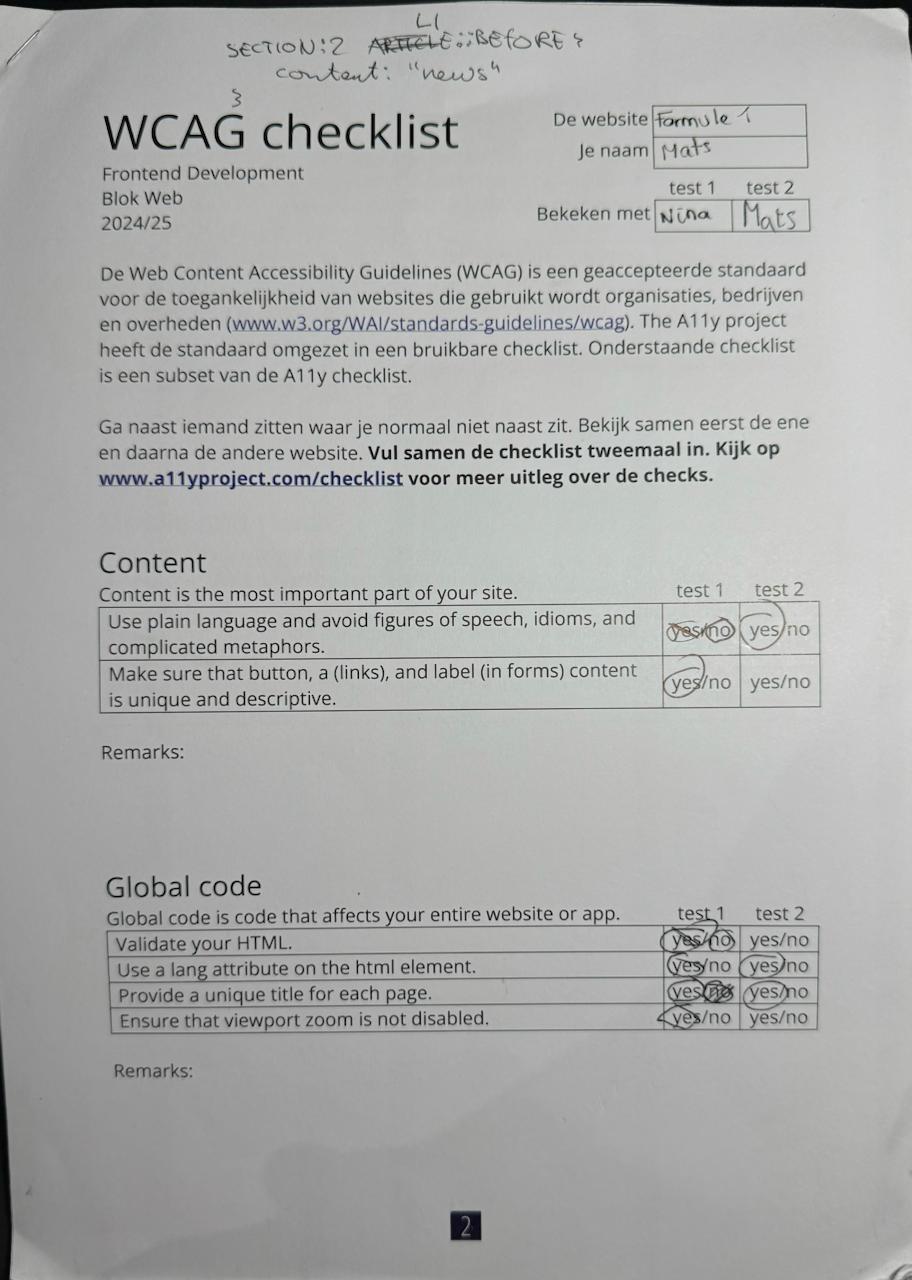 LI
SECTION:2 ARTICLE::BEFORE {
content: "news"
}
WCAG checklist
Frontend Development
Blok Web
2024/25
De website Formule 1
Je naam Mats
test 1 test 2
Bekeken met Nina Mats
De Web Content Accessibility Guidelines (WCAG) is een geaccepteerde standaard
voor de toegankelijkheid van websites die gebruikt wordt organisaties, bedrijven
en overheden (www.w3.org/WAI/standards-guidelines/wcag). The A11y project
heeft de standaard omgezet in een bruikbare checklist. Onderstaande checklist
is een subset van de A11y checklist.
Ga naast iemand zitten waar je normaal niet naast zit. Bekijk samen eerst de ene
en daarna de andere website. Vul samen de checklist tweemaal in. Kijk op
www.a11yproject.com/checklist voor meer uitleg over de checks.
Content
Content is the most important part of your site. test 1 test 2
Use plain language and avoid figures of speech, idioms, and
complicated metaphors. yes/no yes/no
Make sure that button, a (links), and label (in forms) content
is unique and descriptive. yes/no yes/no
Remarks:
Global code
Global code is code that affects your entire website or app. test 1 test 2
Validate your HTML. yes/no yes/no
Use a lang attribute on the html element. yes/no yes/no
Provide a unique title for each page. yes/no yes/no
Ensure that viewport zoom is not disabled. yes/no yes/no
Remarks:
2